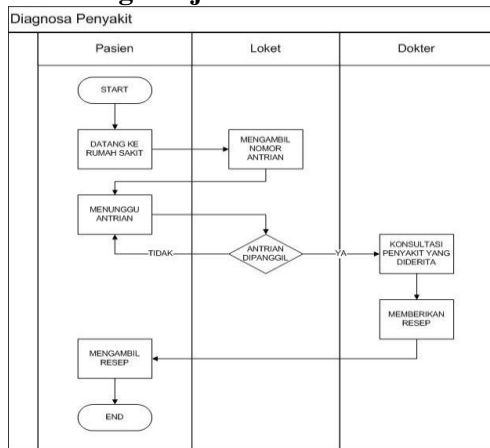 Diagnosa Penyakit
Pasien
Loket
Dokter
START
DATANG KE
RUMAH SAKIT
MENGAMBIL
NOMOR
ANTRIAN
MENUNGGU
ANTRIAN
TIDAK
ANTRIAN
DIPANGGIL
YA
KONSULTASI
PENYAKIT YANG
DIDERITA
MEMBERIKAN
RESEP
MENGAMBIL
RESEP
END